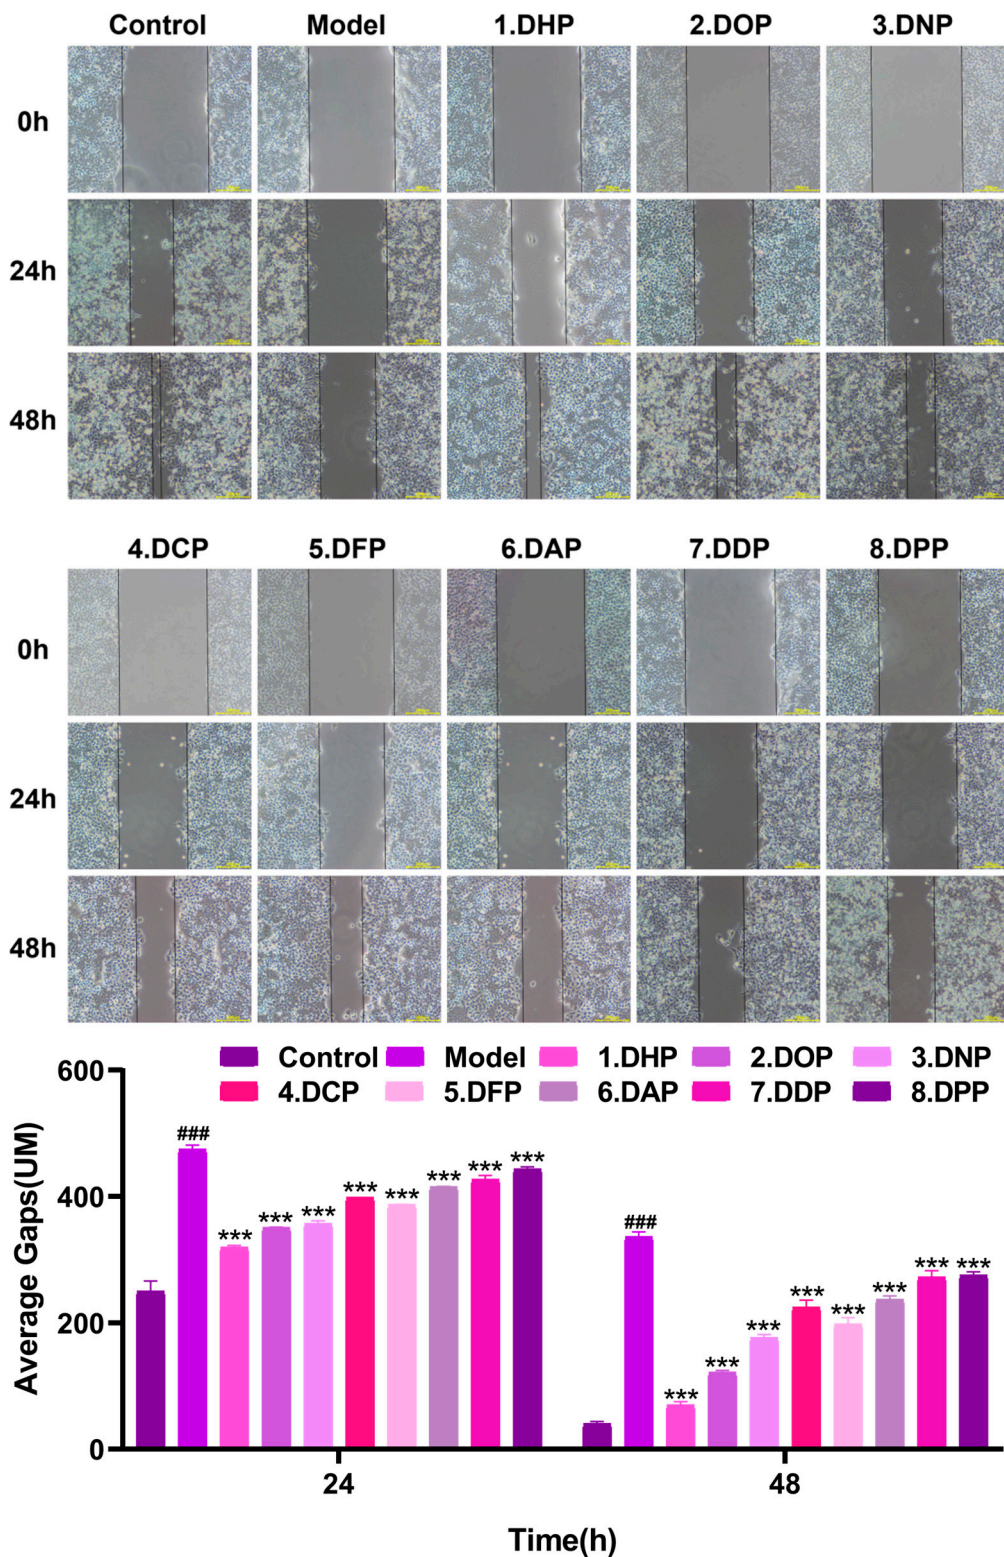 Control Model 1.DHP 2.DOP 3.DNP
0h
24h
48h
4.DCP 5.DFP 6.DAP 7.DDP 8.DPP
0h
24h
48h
Control Model 1.DHP 2.DOP 3.DNP
4.DCP 5.DFP 6.DAP 7.DDP 8.DPP
Average Gaps(UM)
600
400
200
0
### *** *** *** *** *** *** *** ***
### *** *** *** *** *** *** *** ***
24 48
Time(h)